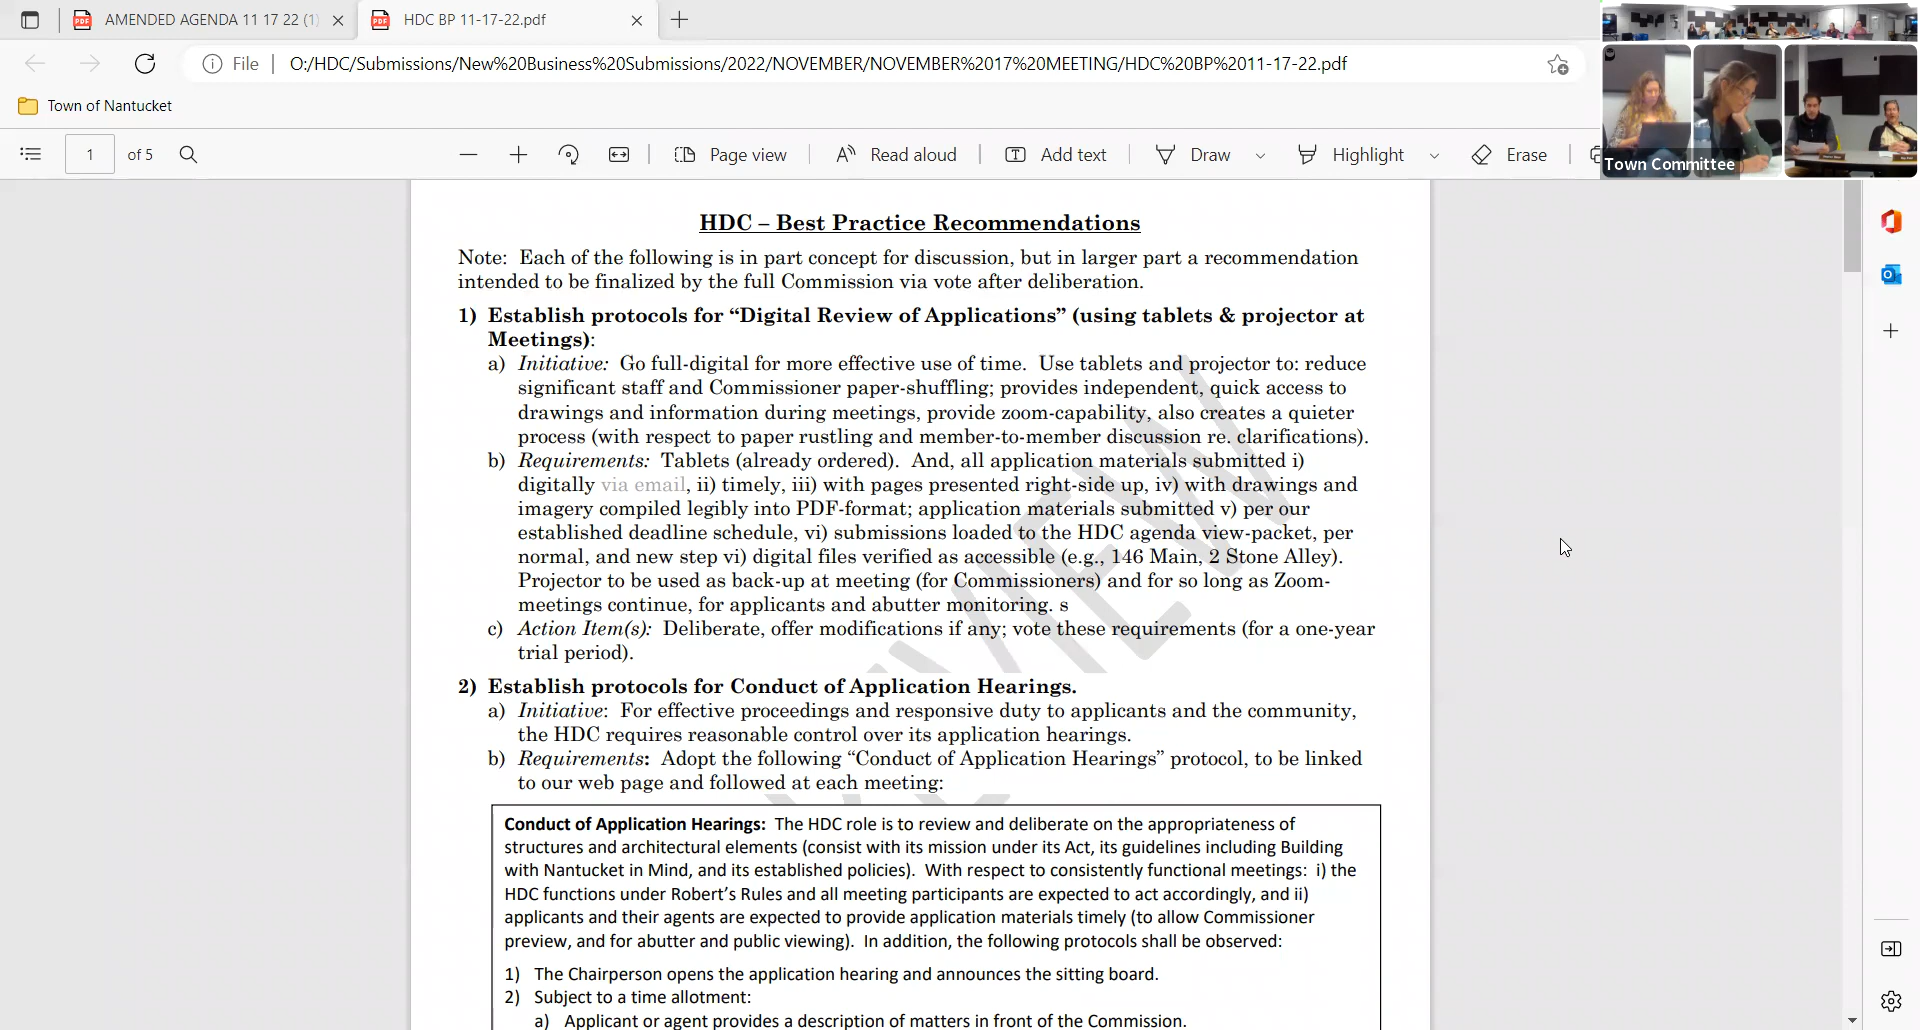 AMENDED AGENDA 11 17 22 (1)
HDC BP 11-17-22.pdf
File
O:/HDC/Submissions/New%20Business%20Submissions/2022/NOVEMBER/NOVEMBER%2017%20MEETING/HDC%20BP%2011-17-22.pdf
Town of Nantucket
1 of 5
Page view
Read aloud
Add text
Draw
Highlight
Erase
Town Committee
HDC – Best Practice Recommendations
Note: Each of the following is in part concept for discussion, but in larger part a recommendation
intended to be finalized by the full Commission via vote after deliberation.
1) Establish protocols for “Digital Review of Applications” (using tablets & projector at
Meetings):
a) Initiative: Go full-digital for more effective use of time. Use tablets and projector to: reduce
significant staff and Commissioner paper-shuffling; provides independent, quick access to
drawings and information during meetings, provide zoom-capability, also creates a quieter
process (with respect to paper rustling and member-to-member discussion re. clarifications).
b) Requirements: Tablets (already ordered). And, all application materials submitted i)
digitally via email, ii) timely, iii) with pages presented right-side up, iv) with drawings and
imagery compiled legibly into PDF-format; application materials submitted v) per our
established deadline schedule, vi) submissions loaded to the HDC agenda view-packet, per
normal, and new step vi) digital files verified as accessible (e.g., 146 Main, 2 Stone Alley).
Projector to be used as back-up at meeting (for Commissioners) and for so long as Zoom-
meetings continue, for applicants and abutter monitoring. s
c) Action Item(s): Deliberate, offer modifications if any; vote these requirements (for a one-year
trial period).
2) Establish protocols for Conduct of Application Hearings.
a) Initiative: For effective proceedings and responsive duty to applicants and the community,
the HDC requires reasonable control over its application hearings.
b) Requirements: Adopt the following “Conduct of Application Hearings” protocol, to be linked
to our web page and followed at each meeting:
Conduct of Application Hearings: The HDC role is to review and deliberate on the appropriateness of
structures and architectural elements (consist with its mission under its Act, its guidelines including Building
with Nantucket in Mind, and its established policies). With respect to consistently functional meetings: i) the
HDC functions under Robert’s Rules and all meeting participants are expected to act accordingly, and ii)
applicants and their agents are expected to provide application materials timely (to allow Commissioner
preview, and for abutter and public viewing). In addition, the following protocols shall be observed:
1) The Chairperson opens the application hearing and announces the sitting board.
2) Subject to a time allotment:
a) Applicant or agent provides a description of matters in front of the Commission.